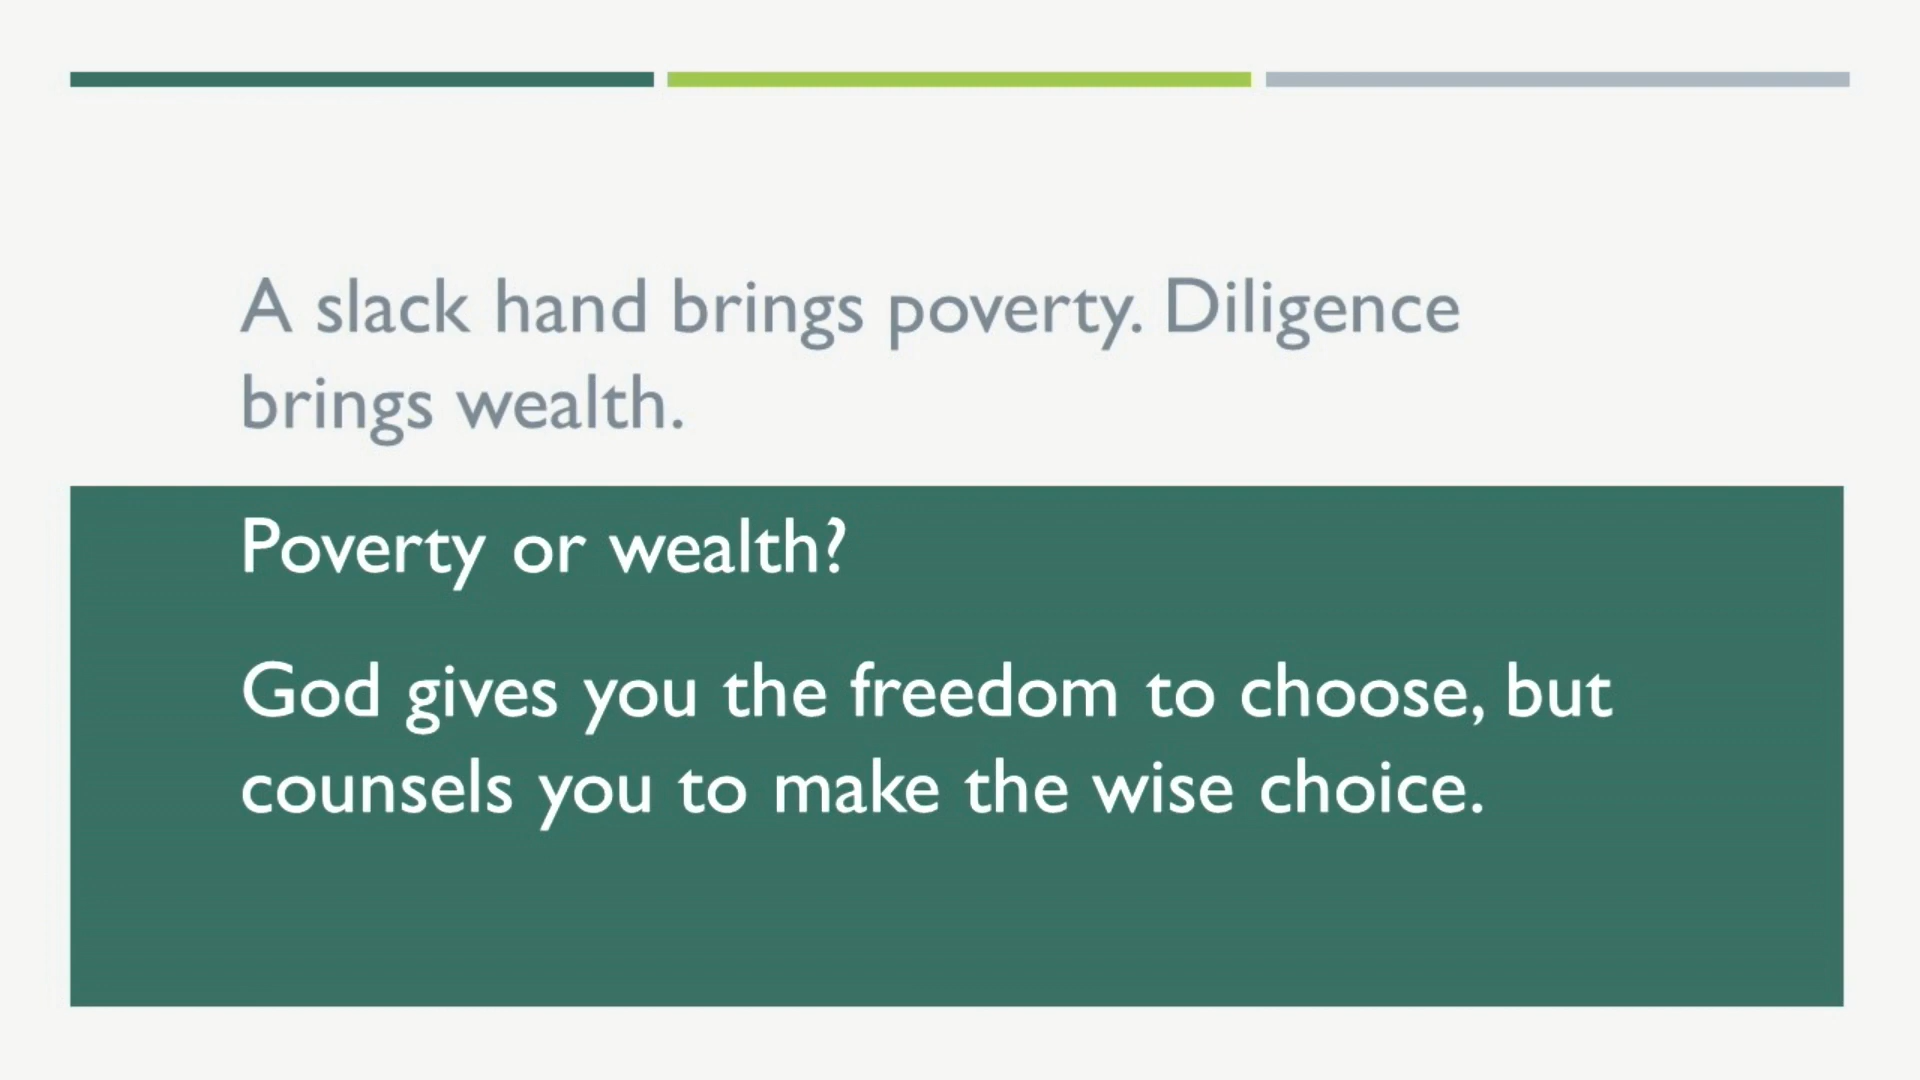 A slack hand brings poverty. Diligence
brings wealth.
Poverty or wealth?
God gives you the freedom to choose, but
counsels you to make the wise choice.